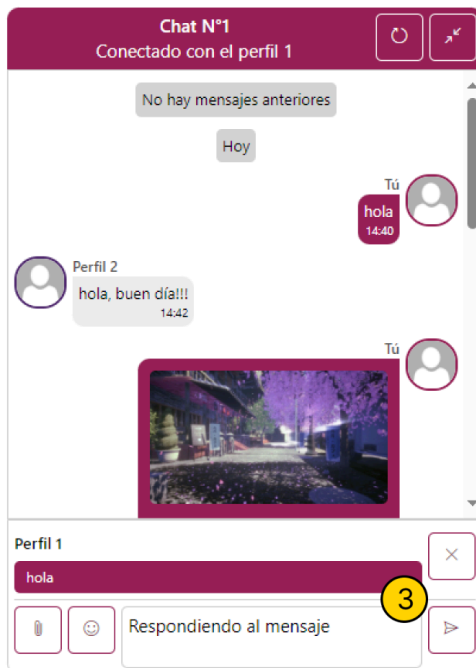 Chat N°1
Conectado con el perfil 1
No hay mensajes anteriores
Hoy
Tú
hola
14:40
Perfil 2
hola, buen día!!!
14:42
Tú
Perfil 1
hola
3
Respondiendo al mensaje